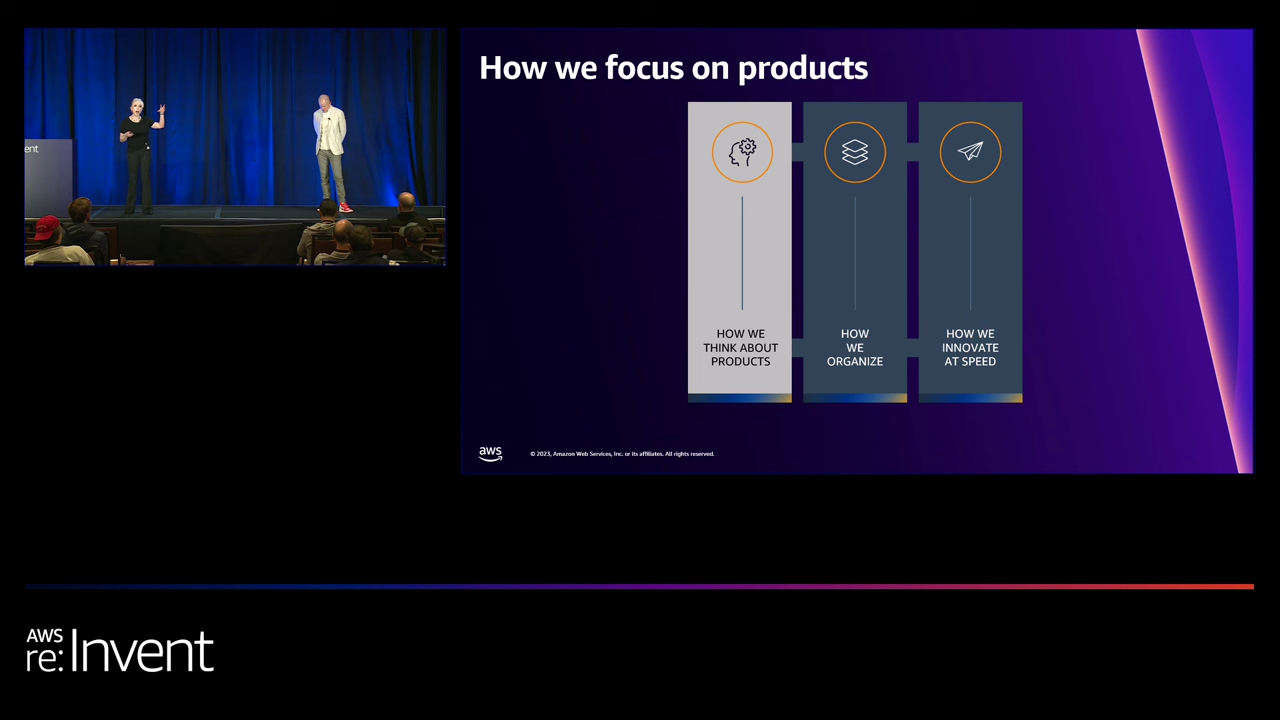 ent
How we focus on products
HOW WE
THINK ABOUT
PRODUCTS
HOW
WE
ORGANIZE
HOW WE
INNOVATE
AT SPEED
aws
© 2023, Amazon Web Services, Inc. or its affiliates. All rights reserved.
AWS
re:Invent